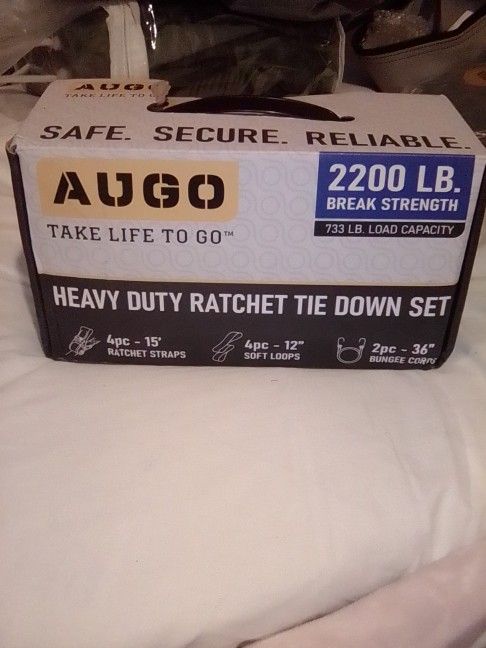 AUGO
TAKE LIFE TO GO
SAFE. SECURE. RELIABLE.
AUGO
TAKE LIFE TO GO™
2200 LB.
BREAK STRENGTH
733 LB. LOAD CAPACITY
HEAVY DUTY RATCHET TIE DOWN SET
4pc - 15'
RATCHET STRAPS
4pc - 12"
SOFT LOOPS
2pc - 36"
BUNGEE CORDS